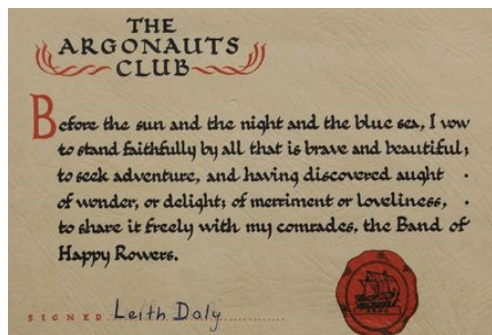 THE
ARGONAUTS
CLUB
Before the sun and the night and the blue sea, I vow
to stand faithfully by all that is brave and beautiful;
to seek adventure, and having discovered aught
of wonder, or delight; of merriment or loveliness,
to share it freely with my comrades, the Band of
Happy Rowers.
SIGNED Leith Daly
ARGO